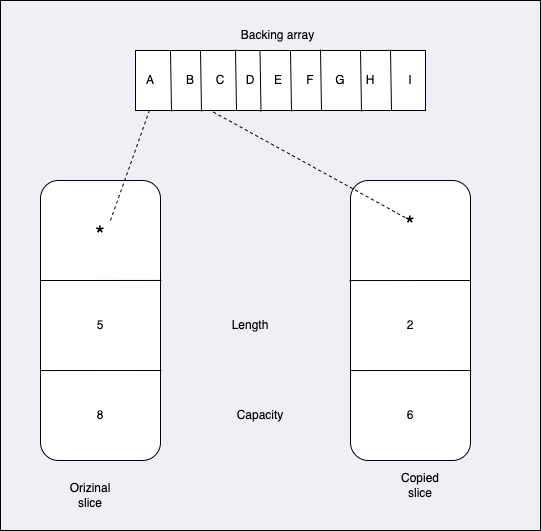 Backing array
A B C D E F G H I
* *
5 Length 2
8 Capacity 6
Orizinal
slice
Copied
slice